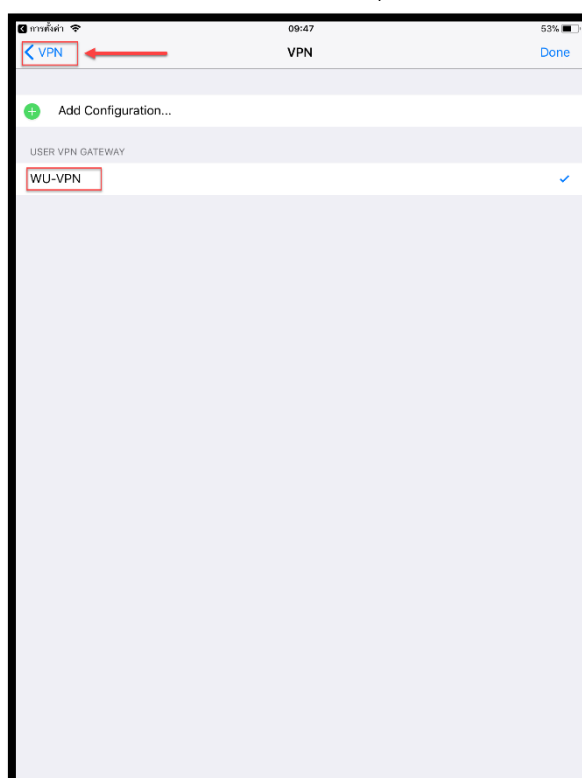 การตั้งค่า 09:47 53%
VPN VPN Done
Add Configuration...
USER VPN GATEWAY
WU-VPN